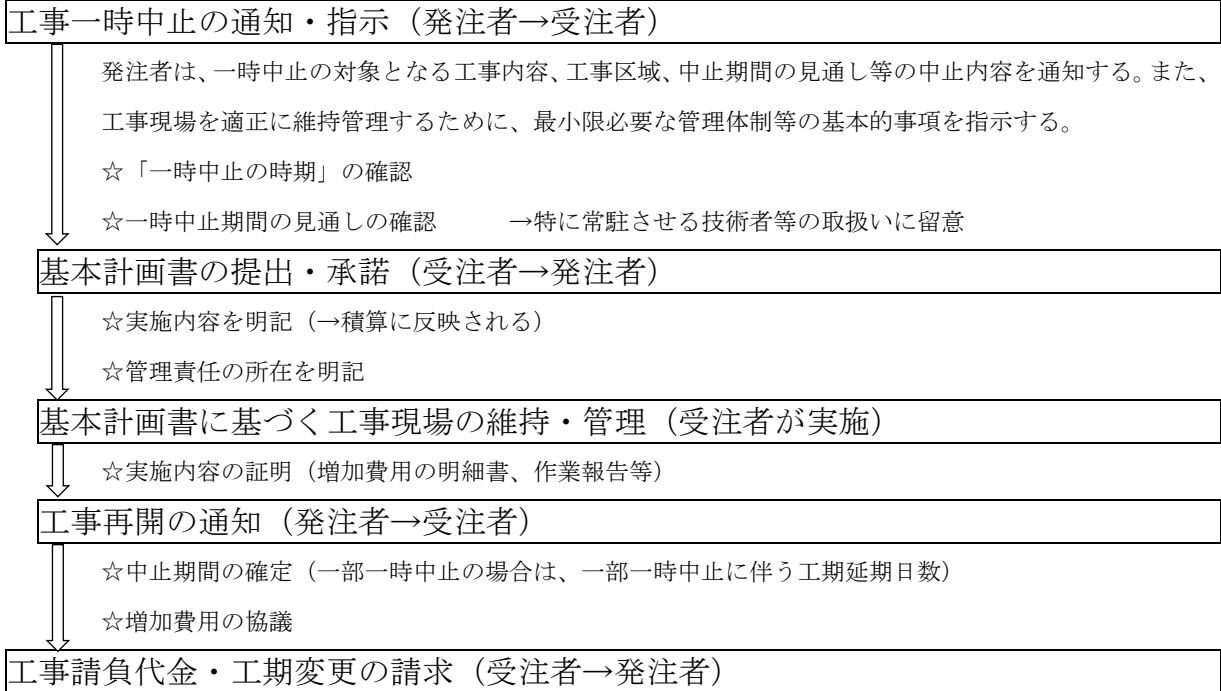 工事一時中止の通知・指示（発注者→受注者）
発注者は、一時中止の対象となる工事内容、工事区域、中止期間の見通し等の中止内容を通知する。また、
工事現場を適正に維持管理するために、最小限必要な管理体制等の基本的事項を指示する。
☆「一時中止の時期」の確認
☆一時中止期間の見通しの確認　　　→特に常駐させる技術者等の取扱いに留意
基本計画書の提出・承諾（受注者→発注者）
☆実施内容を明記（→積算に反映される）
☆管理責任の所在を明記
基本計画書に基づく工事現場の維持・管理（受注者が実施）
☆実施内容の証明（増加費用の明細書、作業報告等）
工事再開の通知（発注者→受注者）
☆中止期間の確定（一部一時中止の場合は、一部一時中止に伴う工期延期日数）
☆増加費用の協議
工事請負代金・工期変更の請求（受注者→発注者）